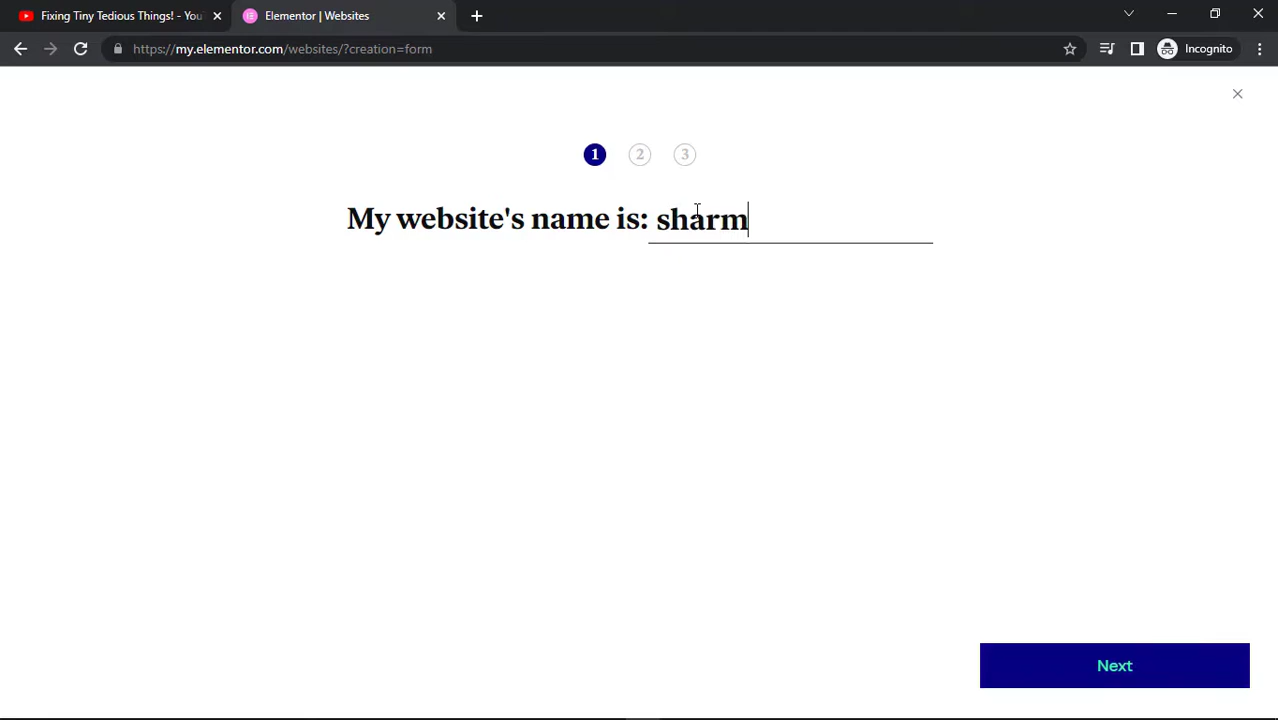 Fixing Tiny Tedious Things! - You
Elementor | Websites
https://my.elementor.com/websites/?creation=form
Incognito
1 2 3
My website's name is: sharm
Next